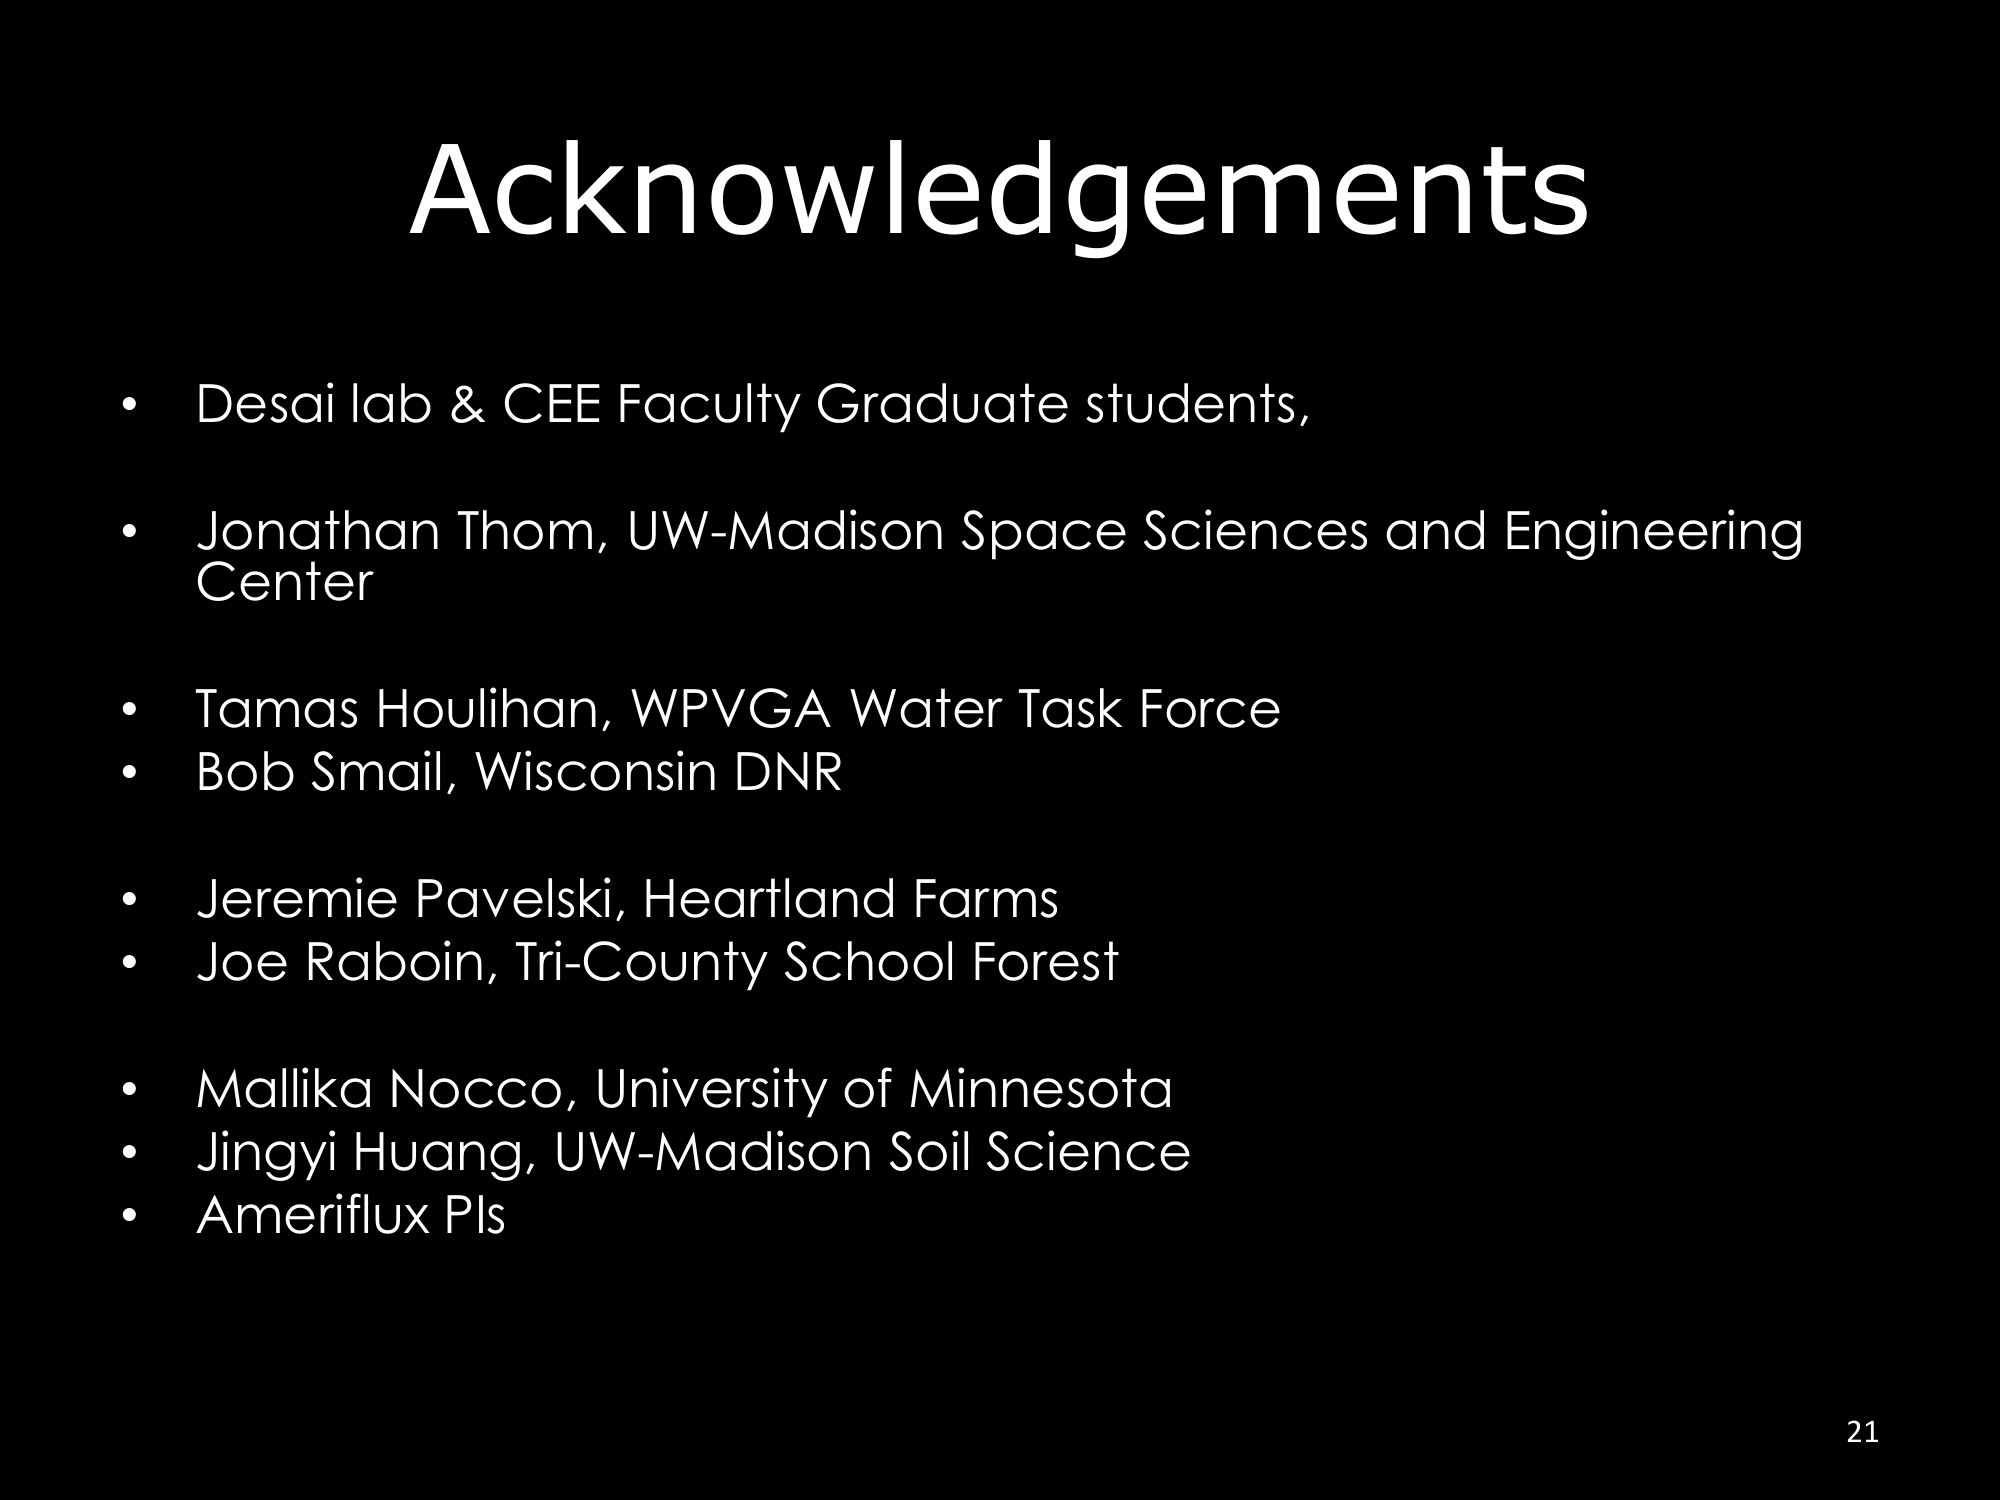 Acknowledgements
• Desai lab & CEE Faculty Graduate students,
• Jonathan Thom, UW-Madison Space Sciences and Engineering
Center
• Tamas Houlihan, WPVGA Water Task Force
• Bob Smail, Wisconsin DNR
• Jeremie Pavelski, Heartland Farms
• Joe Raboin, Tri-County School Forest
• Mallika Nocco, University of Minnesota
• Jingyi Huang, UW-Madison Soil Science
• Ameriflux PIs
21